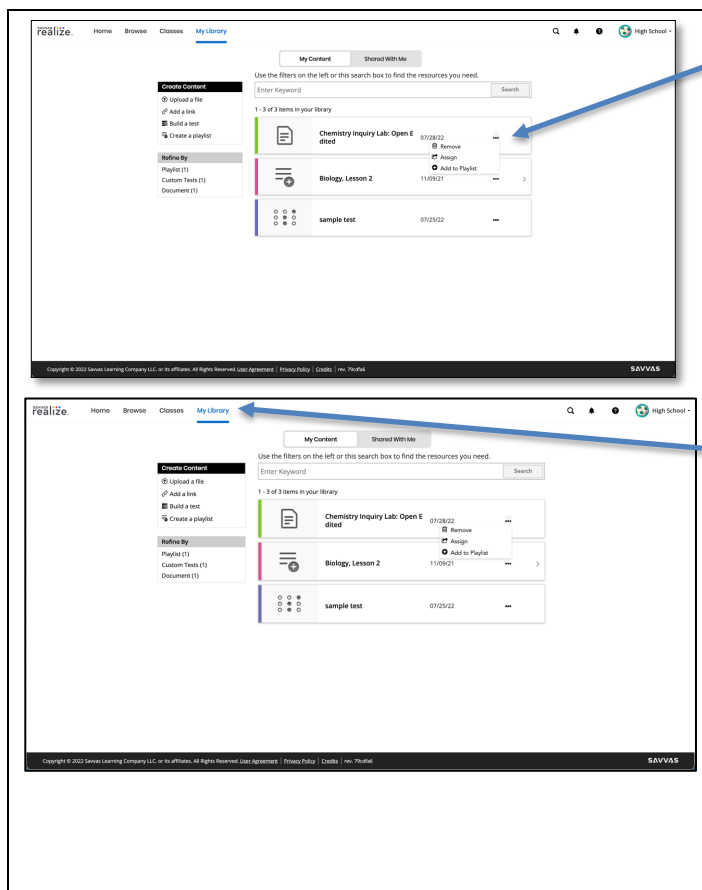 savvas
realize. Home Browse Classes My Library High School
My Content Shared With Me
Use the filters on the left or this search box to find the resources you need.
Create Content
Enter Keyword Search
Upload a file
Add a link
1 - 3 of 3 items in your library
Build a test
Create a playlist
Chemistry Inquiry Lab: Open E
dited
07/28/22
Remove
Assign
Add to Playlist
Refine By
Playlist (1)
Custom Tests (1)
Document (1)
Biology, Lesson 2 11/09/21
sample test 07/25/22
Copyright © 2022 Savvas Learning Company LLC. or its affiliates. All Rights Reserved. User Agreement | Privacy Policy | Credits | rev. 79cdfa6 SAVVAS
savvas
realize. Home Browse Classes My Library High School
My Content Shared With Me
Use the filters on the left or this search box to find the resources you need.
Create Content
Enter Keyword Search
Upload a file
Add a link
1 - 3 of 3 items in your library
Build a test
Create a playlist
Chemistry Inquiry Lab: Open E
dited
07/28/22
Remove
Assign
Add to Playlist
Refine By
Playlist (1)
Custom Tests (1)
Document (1)
Biology, Lesson 2 11/09/21
sample test 07/25/22
Copyright © 2022 Savvas Learning Company LLC. or its affiliates. All Rights Reserved. User Agreement | Privacy Policy | Credits | rev. 79cdfa6 SAVVAS